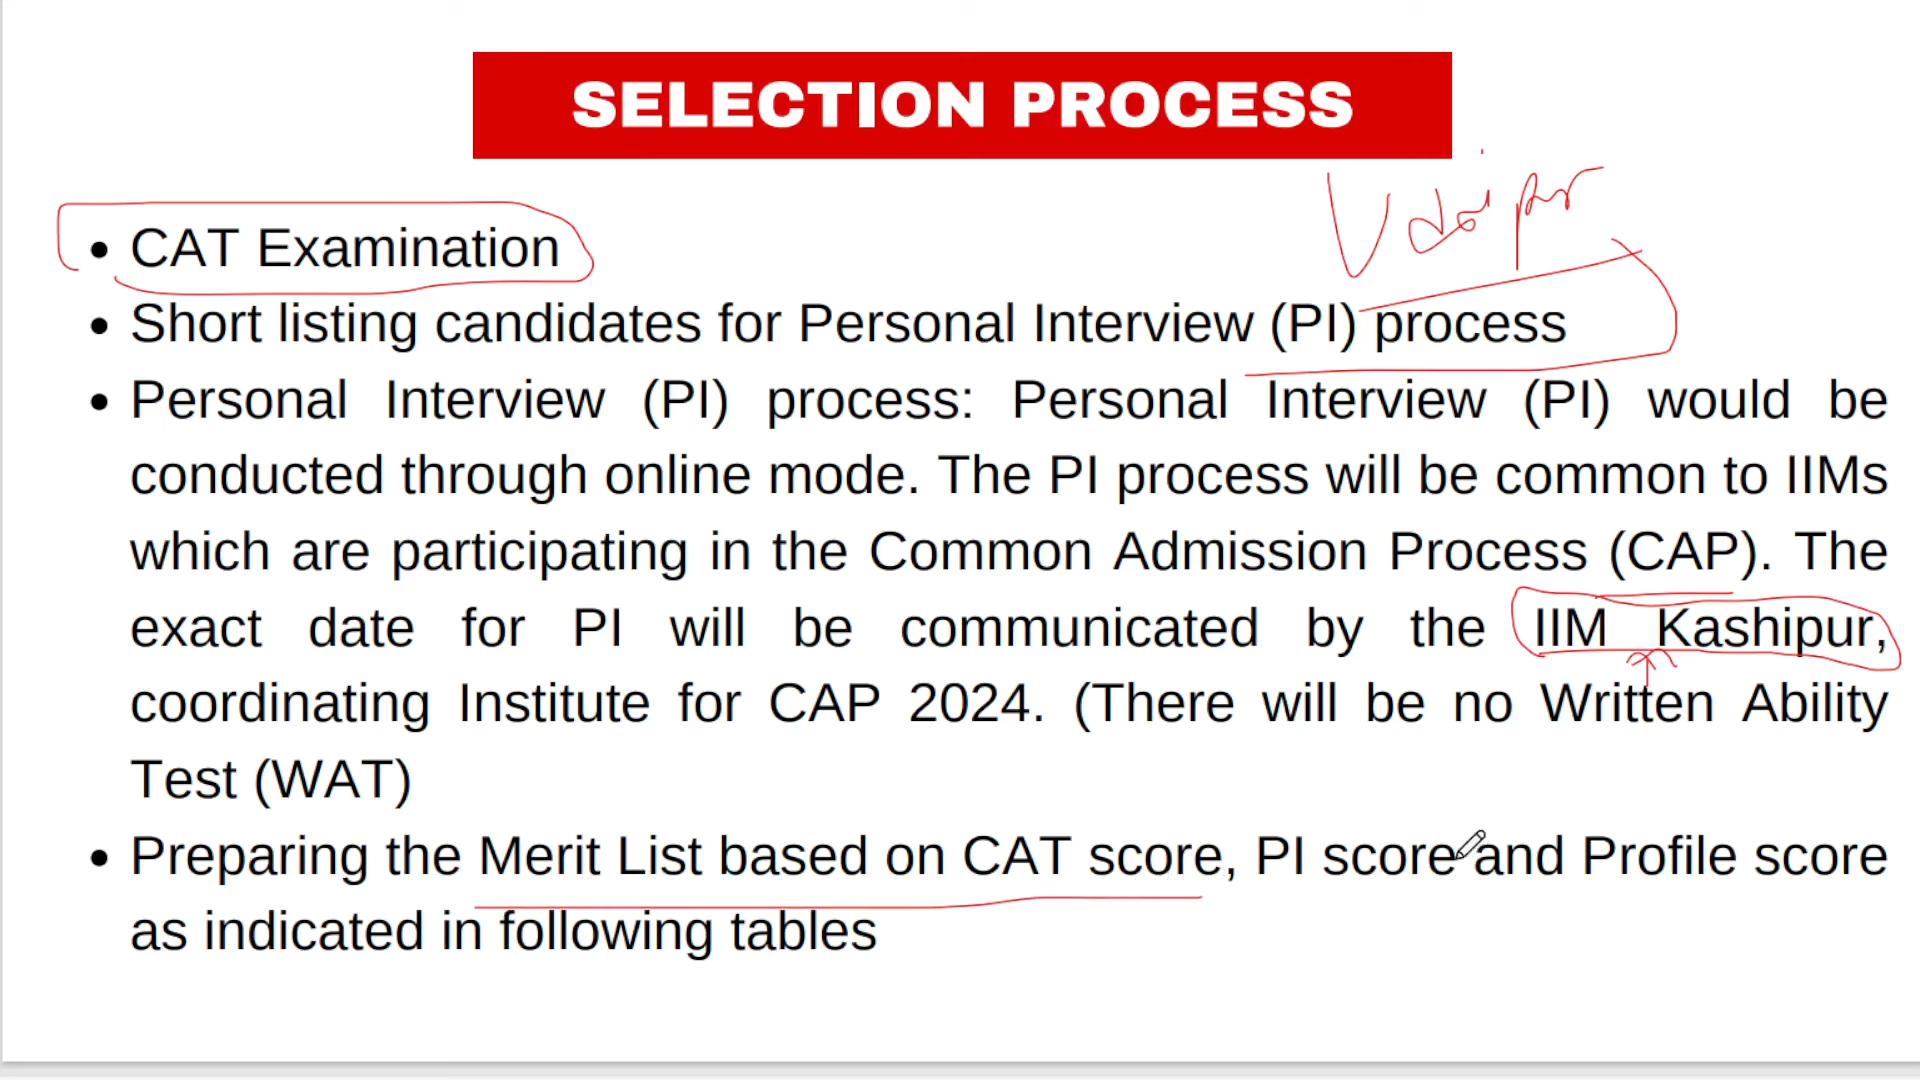 SELECTION PROCESS
Udaipur
• CAT Examination
• Short listing candidates for Personal Interview (PI) process
• Personal Interview (PI) process: Personal Interview (PI) would be
conducted through online mode. The PI process will be common to IIMs
which are participating in the Common Admission Process (CAP). The
exact date for PI will be communicated by the IIM Kashipur,
coordinating Institute for CAP 2024. (There will be no Written Ability
Test (WAT)
• Preparing the Merit List based on CAT score, PI score and Profile score
as indicated in following tables